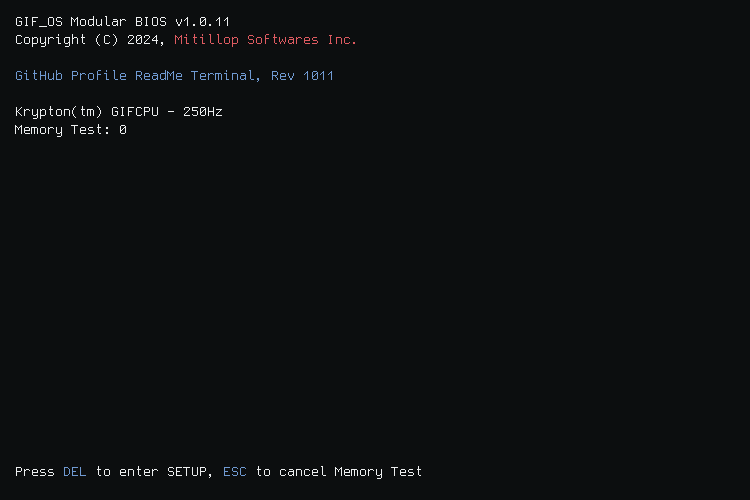 GIF_OS Modular BIOS v1.0.11
Copyright (C) 2024, Mitillop Softwares Inc.
GitHub Profile ReadMe Terminal, Rev 1011
Krypton(tm) GIFCPU - 250Hz
Memory Test: 0
Press DEL to enter SETUP, ESC to cancel Memory Test